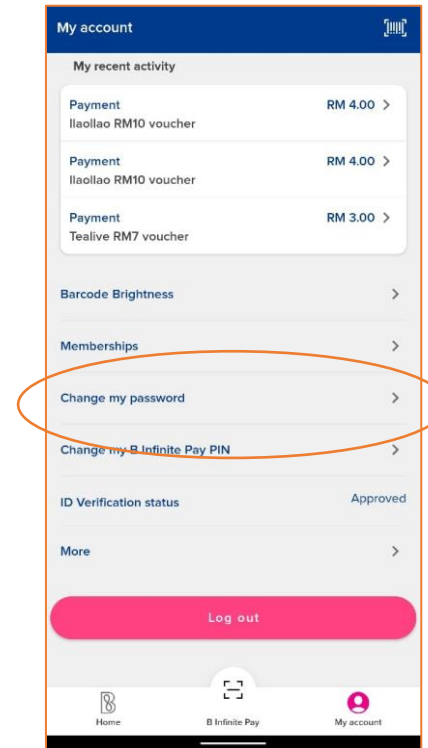 My account
My recent activity
Payment RM 4.00
llaollao RM10 voucher
Payment RM 4.00
llaollao RM10 voucher
Payment RM 3.00
Tealive RM7 voucher
Barcode Brightness
Memberships
Change my password
Change my B Infinite Pay PIN
ID Verification status Approved
More
Log out
Home B Infinite Pay My account